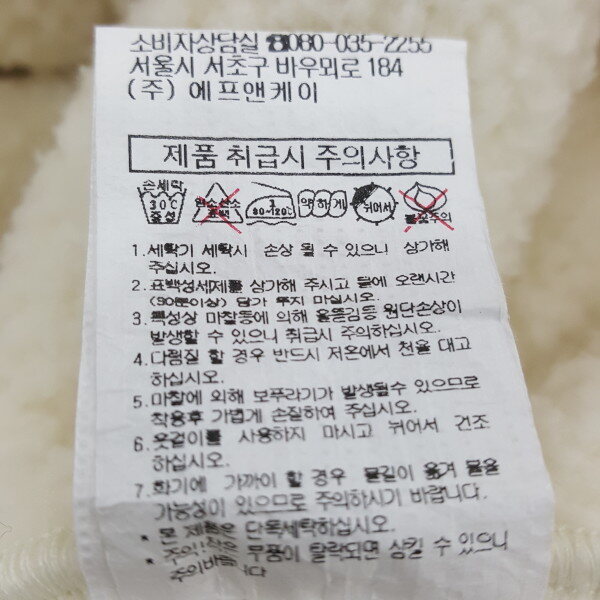 소비자상담실 ☎080-035-2255
서울시 서초구 바우뫼로 184
(주) 에프앤케이
제품 취급시 주의사항
손세탁 30℃ 중성
염소산소표백
3 80~120℃
약하게
뉘어서
불꽃주의
1. 세탁기 세탁시 손상 될 수 있으니 삼가해
주십시오.
2. 표백성세제를 삼가해 주시고 물에 오랜시간
(30분이상) 담가 두지 마십시오.
3. 특성상 마찰등에 의해 올뜯김등 원단손상이
발생할 수 있으니 취급시 주의하십시오.
4. 다림질 할 경우 반드시 저온에서 천을 대고
하십시오.
5. 마찰에 의해 보푸라기가 발생될수 있으므로
착용후 가볍게 손질하여 주십시오.
6. 옷걸이를 사용하지 마시고 뉘어서 건조
하십시오.
7. 화기에 가까이 할 경우 불길이 옮겨 붙을
가능성이 있으므로 주의하시기 바랍니다.
* 본 제품은 단독세탁하십시오.
* 주의!! 부품이 탈락되면 삼킬 수 있으니
주의바랍니다